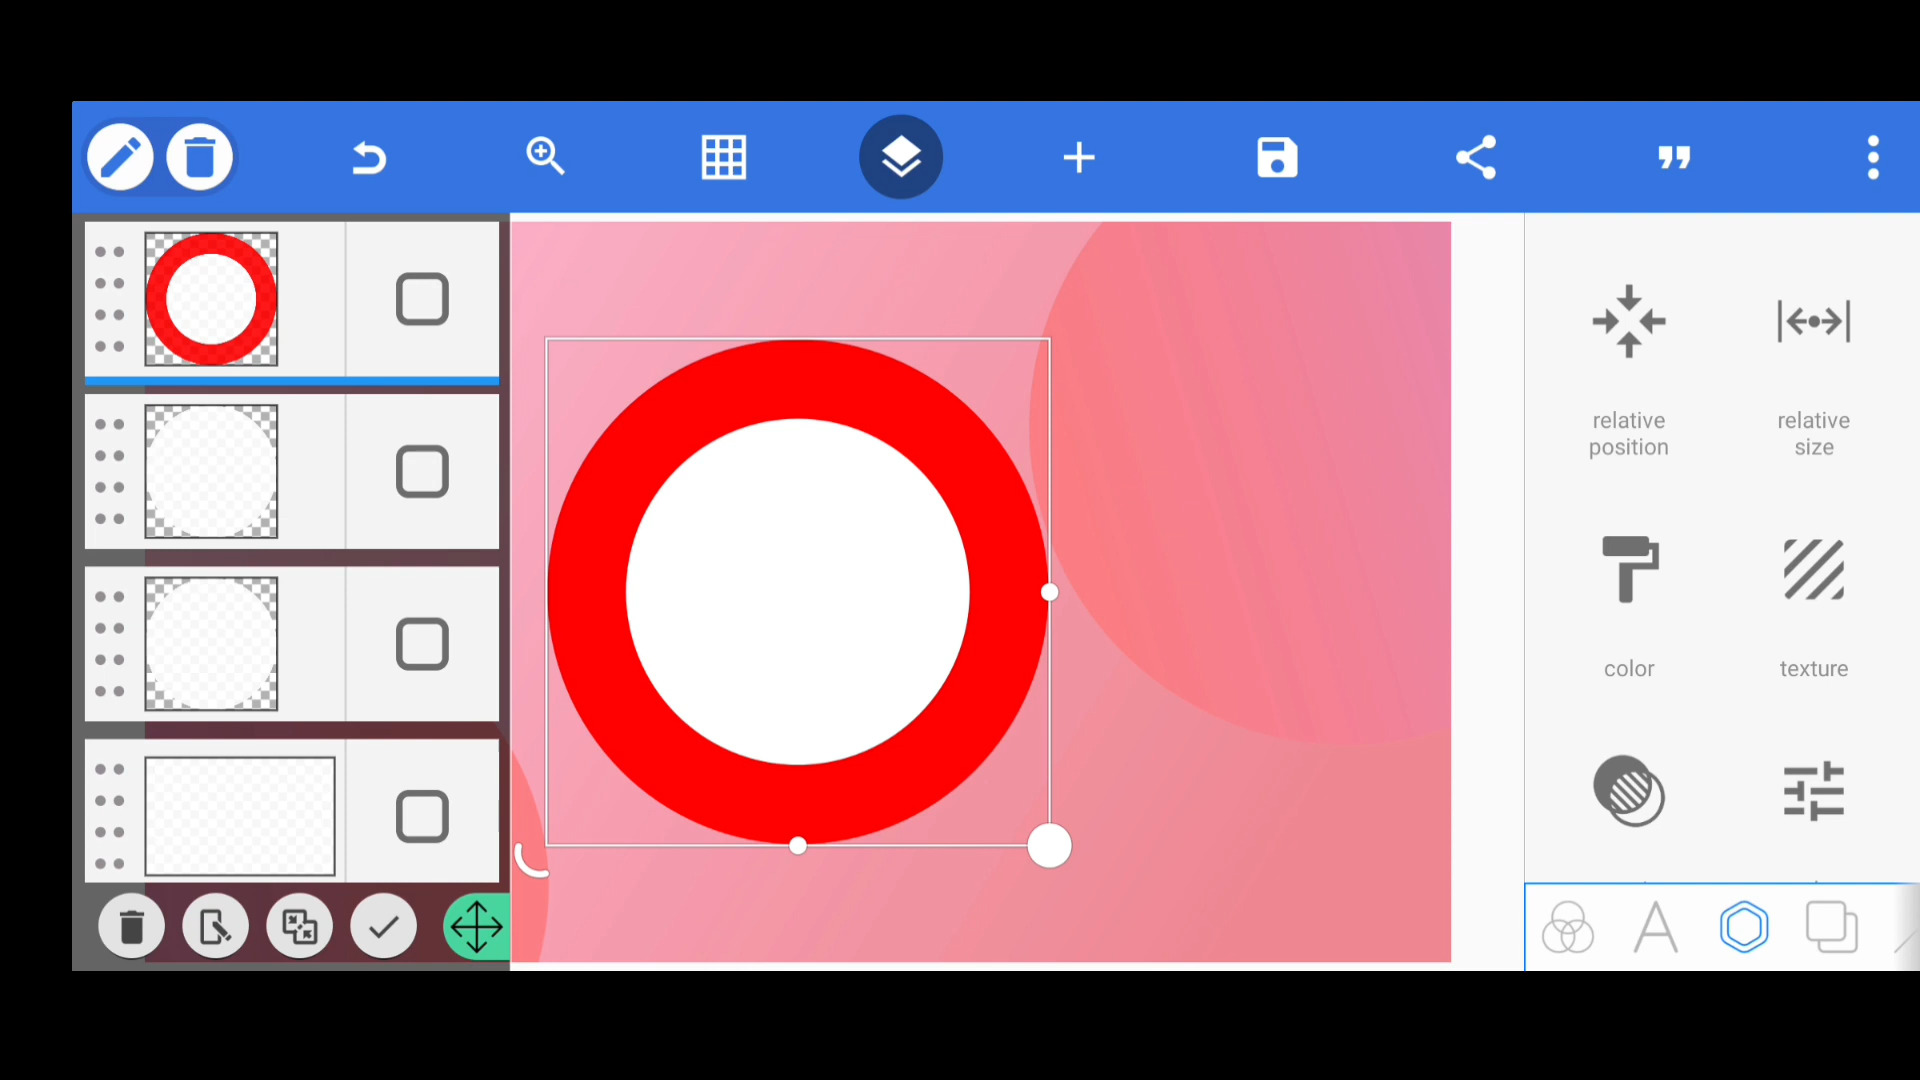 relative
position
relative
size
color
texture